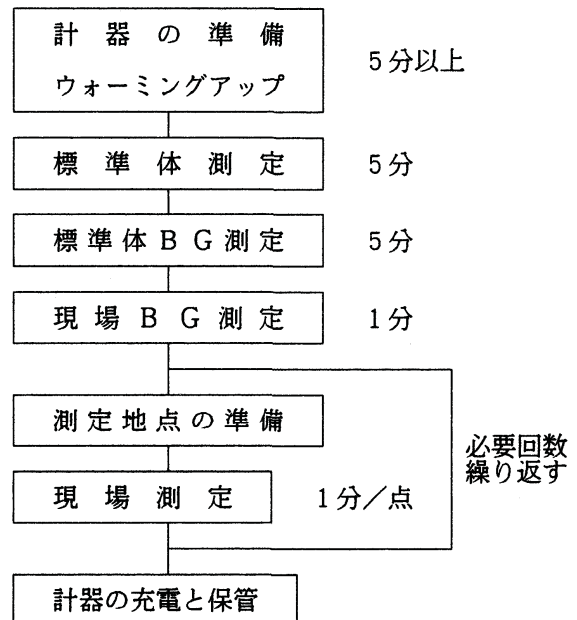 計器の準備
ウォーミングアップ
5分以上
標準体測定
5分
標準体BG測定
5分
現場BG測定
1分
測定地点の準備
必要回数
繰り返す
現場測定
1分/点
計器の充電と保管